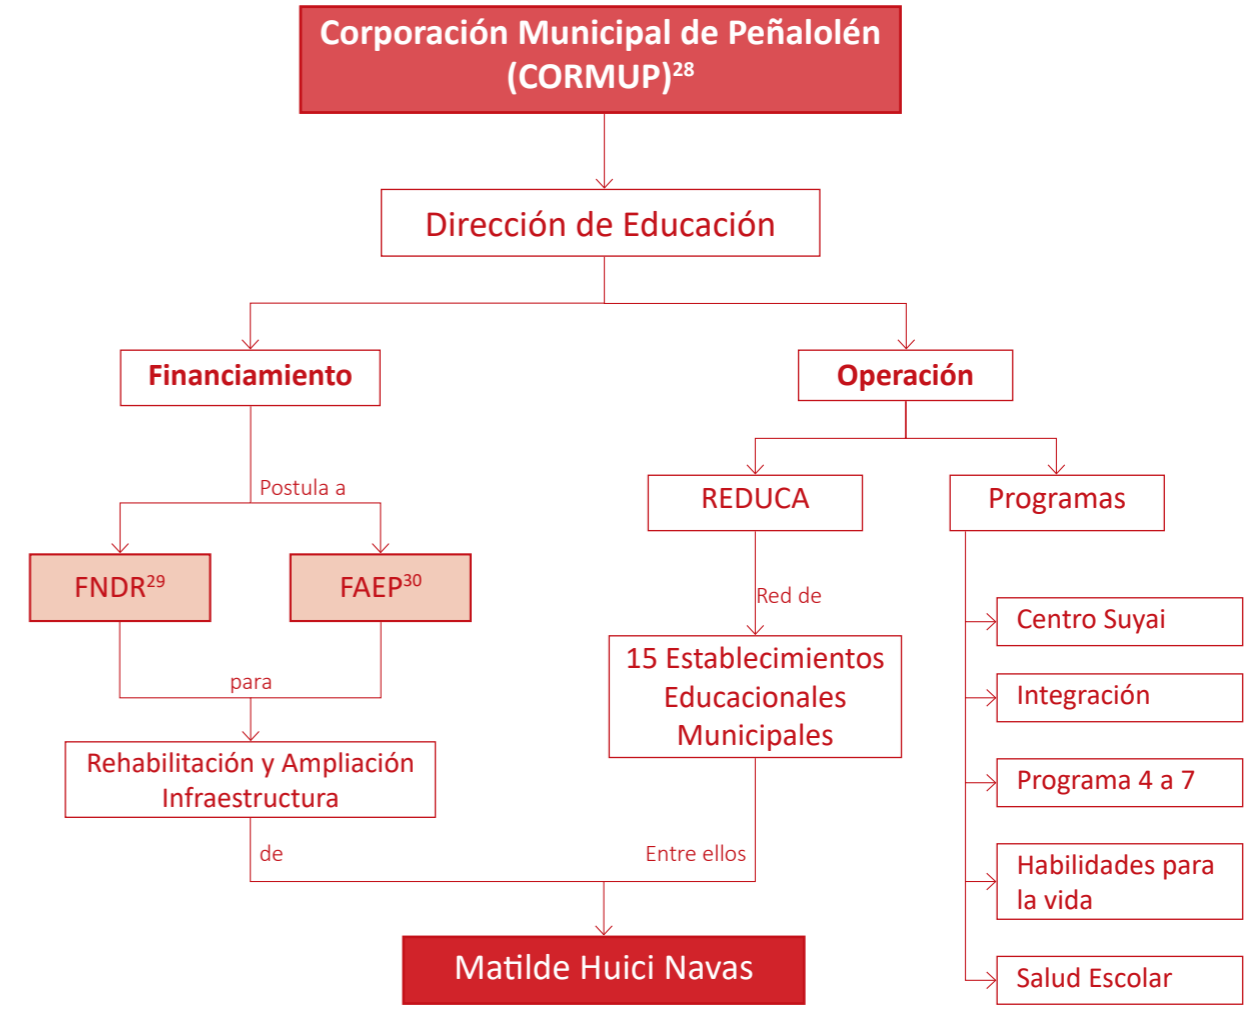 Corporación Municipal de Peñalolén
(CORMUP)²⁸
Dirección de Educación
Financiamiento
Operación
Postula a
REDUCA
Programas
FNDR²⁹
FAEP³⁰
Red de
Centro Suyai
15 Establecimientos
Educacionales
Municipales
para
Integración
Rehabilitación y Ampliación
Infraestructura
Programa 4 a 7
de
Entre ellos
Habilidades para
la vida
Matilde Huici Navas
Salud Escolar